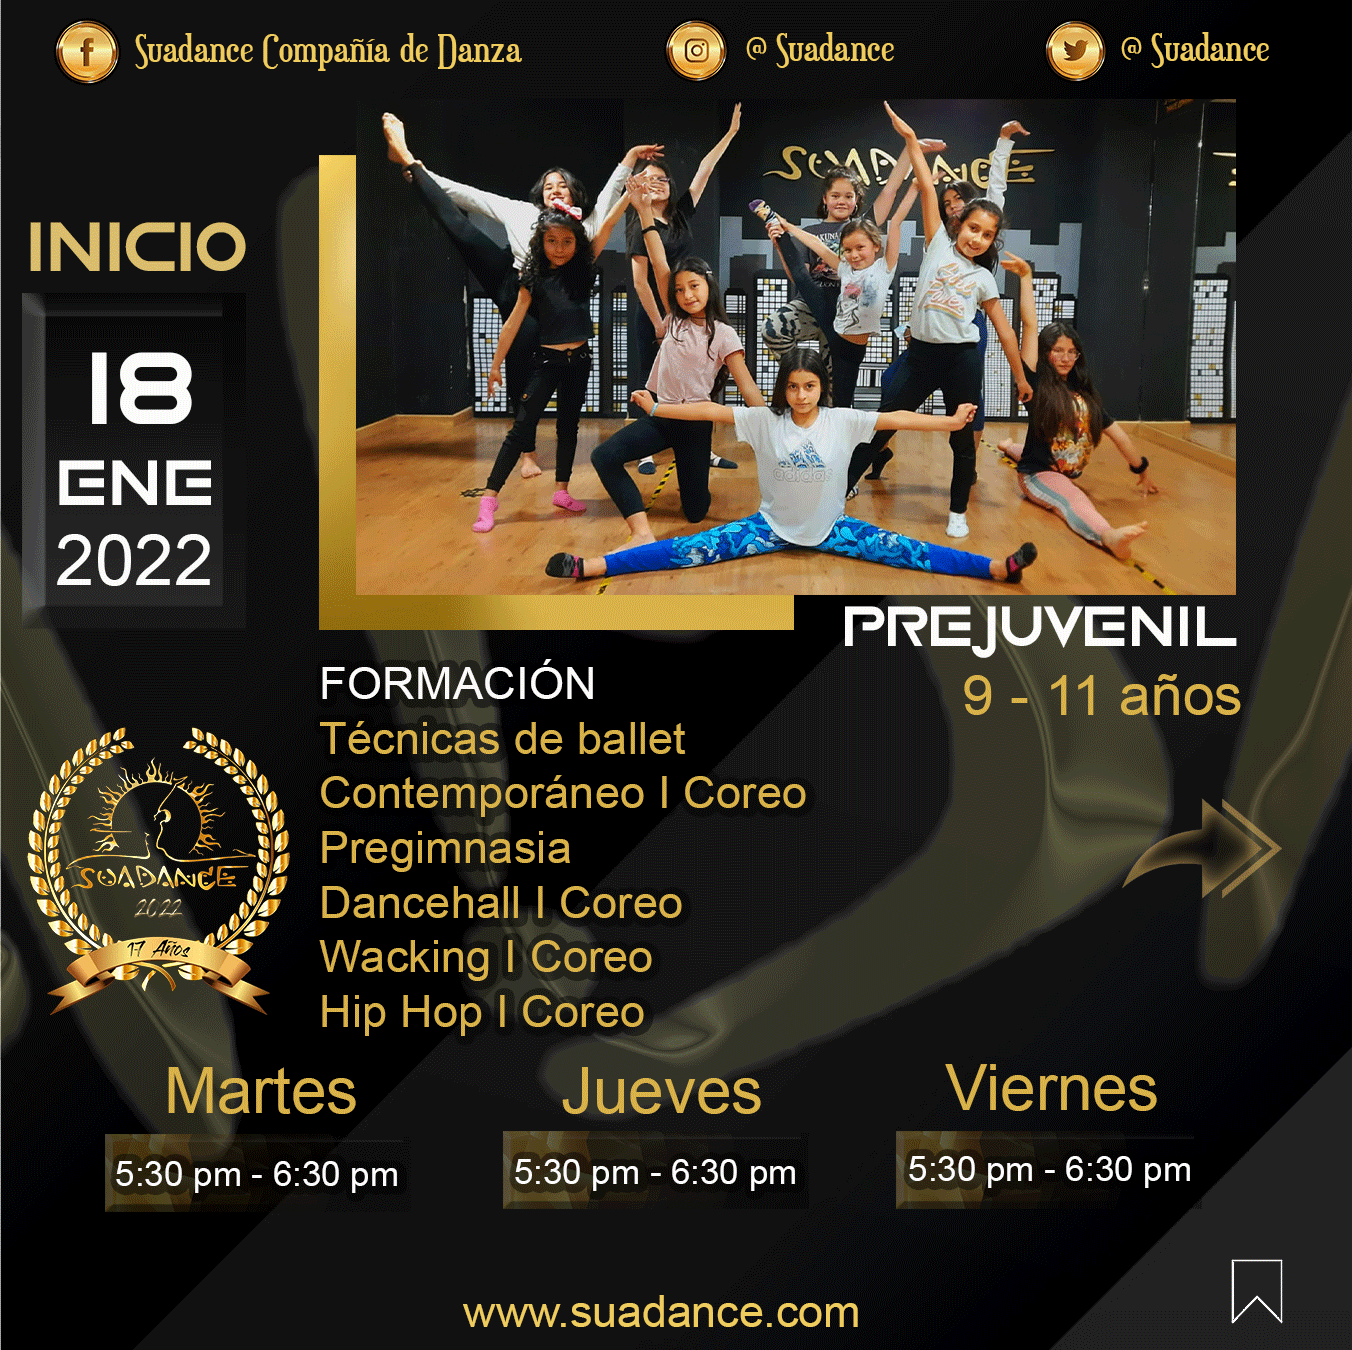 Suadance Compañía de Danza
@ Suadance
@ Suadance
SUADANCE
INICIO
18
ENE
2022
adidas
PREJUVENIL
9 - 11 años
FORMACIÓN
Técnicas de ballet
Contemporáneo I Coreo
Pregimnasia
Dancehall I Coreo
Wacking I Coreo
Hip Hop I Coreo
SUADANCE
2022
17 Años
Martes
5:30 pm - 6:30 pm
Jueves
5:30 pm - 6:30 pm
Viernes
5:30 pm - 6:30 pm
www.suadance.com